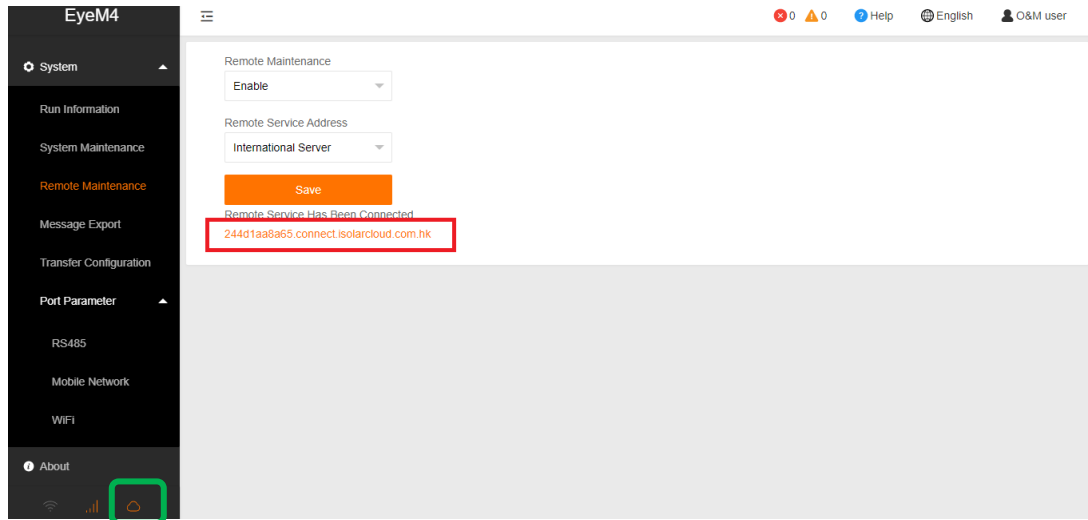 EyeM4
0 0 Help English O&M user
System
Run Information
System Maintenance
Remote Maintenance
Message Export
Transfer Configuration
Port Parameter
RS485
Mobile Network
WiFi
About
Remote Maintenance
Enable
Remote Service Address
International Server
Save
Remote Service Has Been Connected
244d1aa8a65.connect.isolarcloud.com.hk